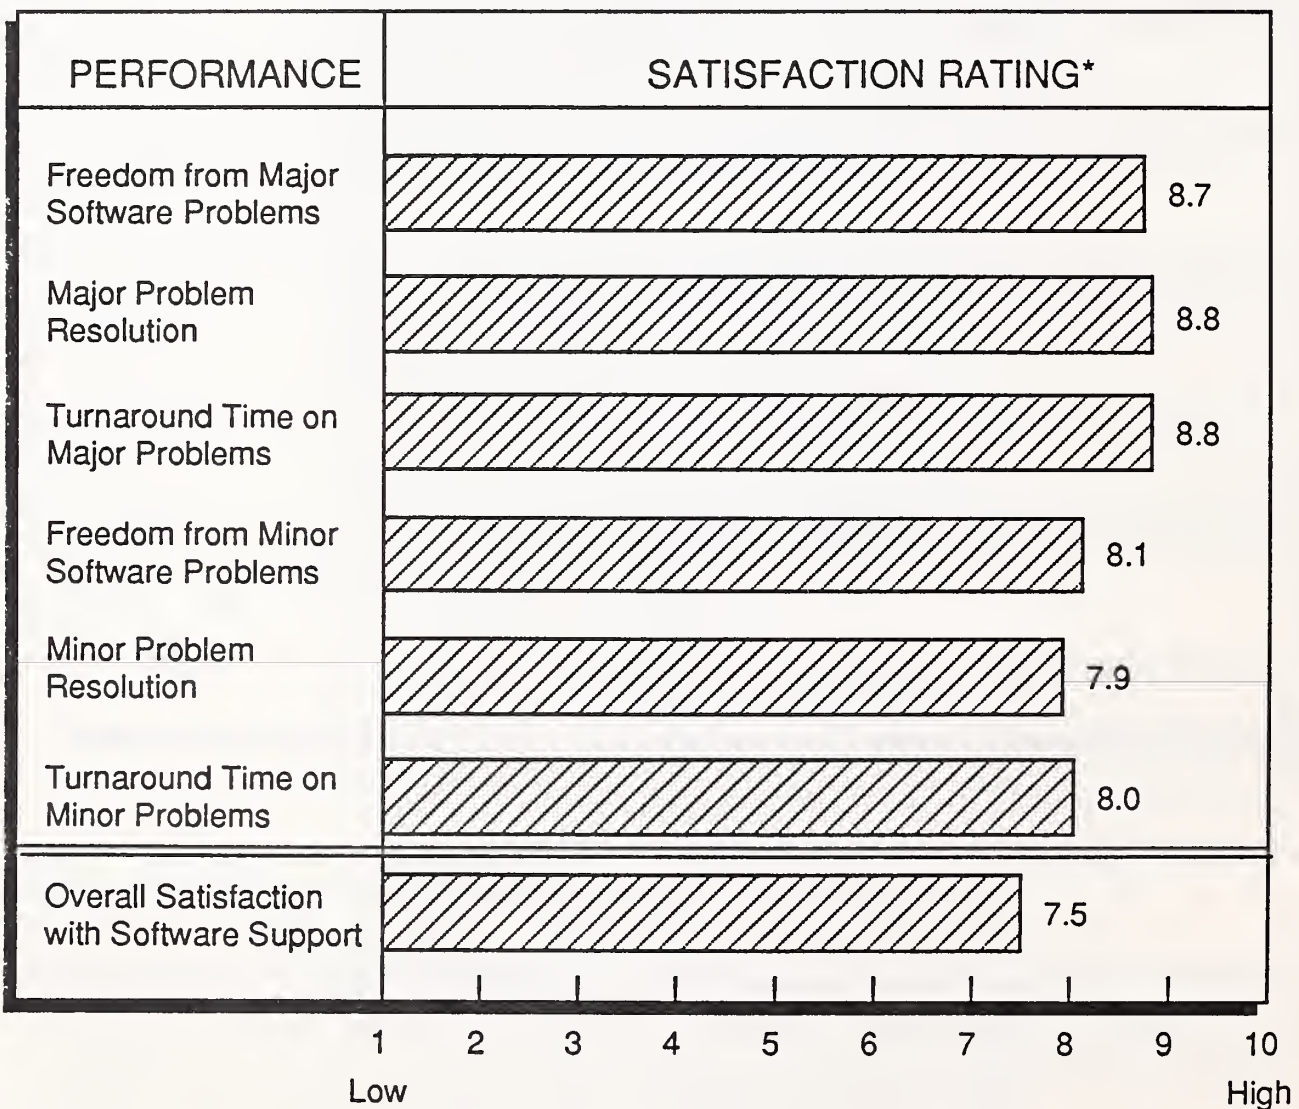 PERFORMANCE
SATISFACTION RATING*
Freedom from Major
Software Problems
8.7
Major Problem
Resolution
8.8
Turnaround Time on
Major Problems
8.8
Freedom from Minor
Software Problems
8.1
Minor Problem
Resolution
7.9
Turnaround Time on
Minor Problems
8.0
Overall Satisfaction
with Software Support
7.5
1 2 3 4 5 6 7 8 9 10
Low High